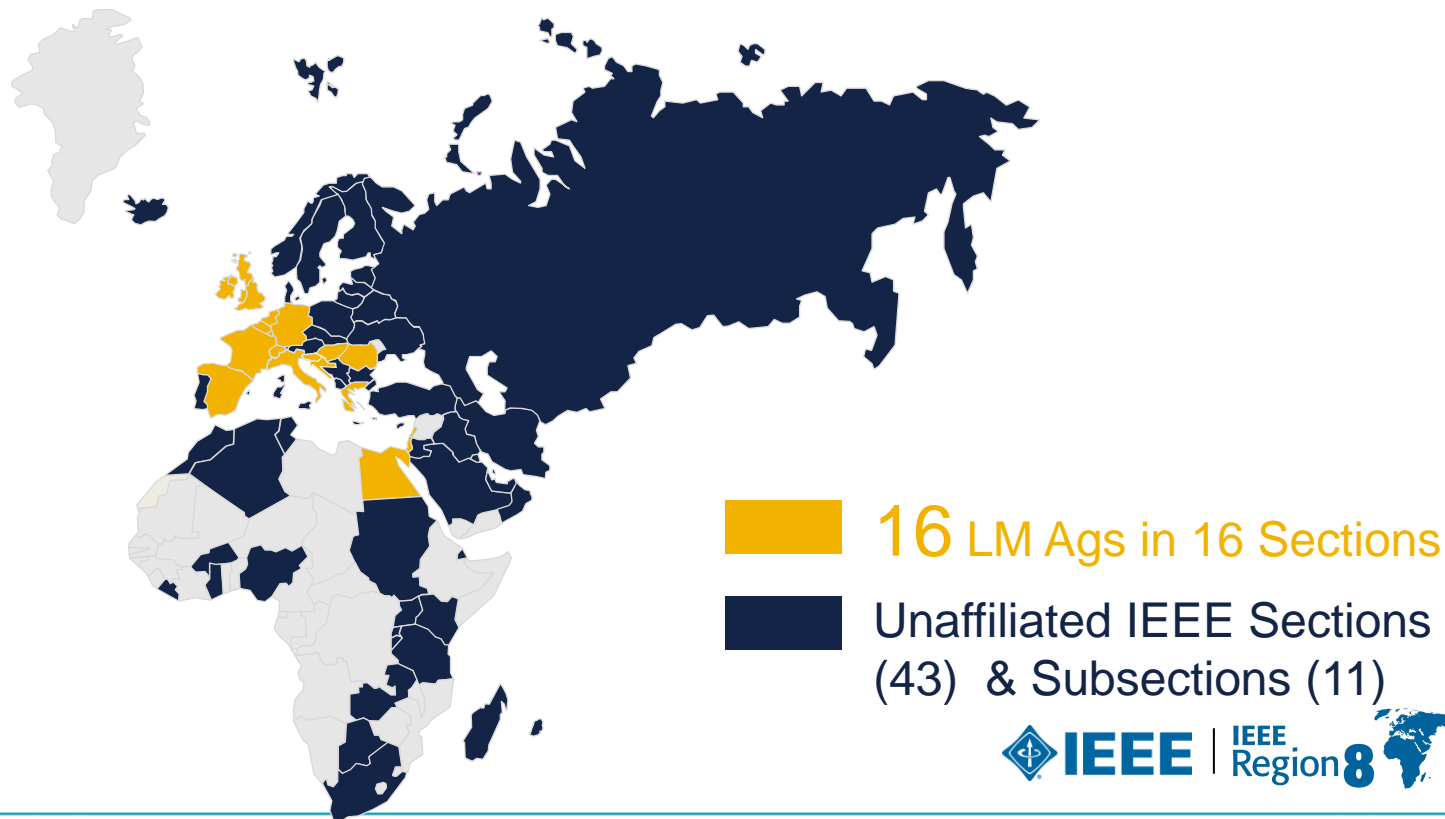 16 LM Ags in 16 Sections
Unaffiliated IEEE Sections
(43) & Subsections (11)
IEEE
IEEE
Region 8